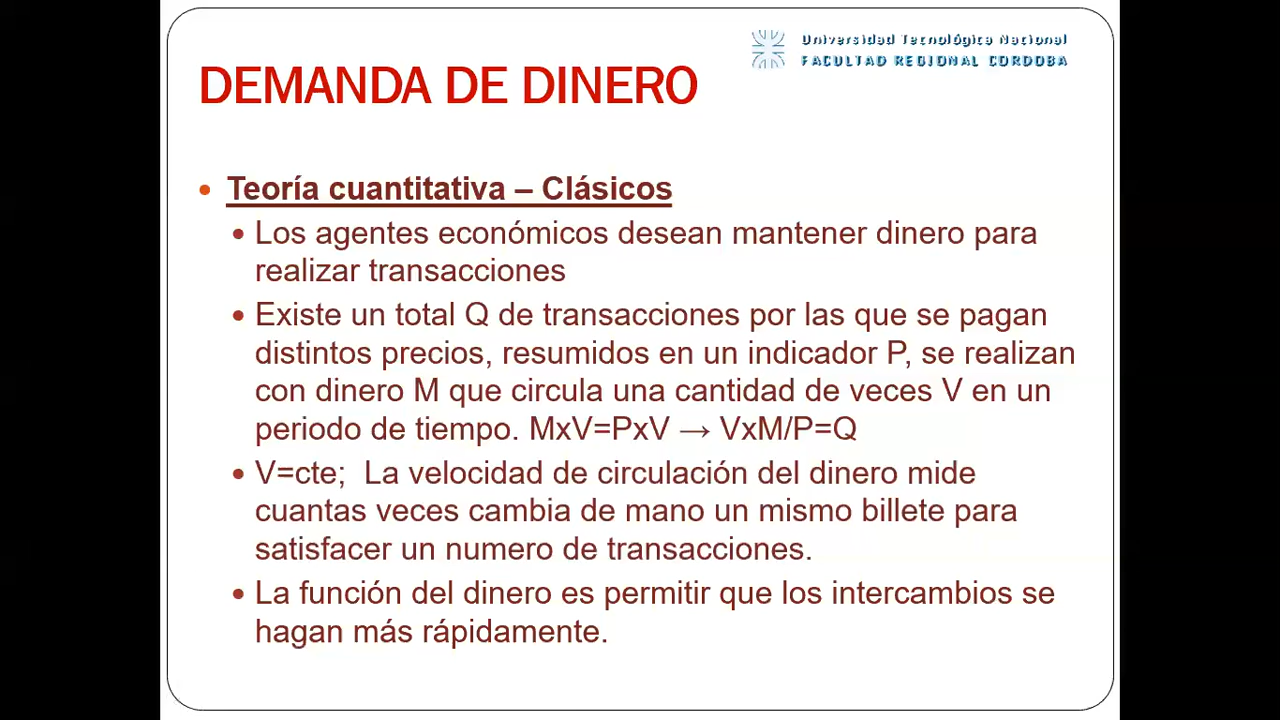 Universidad Tecnológica Nacional
FACULTAD REGIONAL CORDOBA
DEMANDA DE DINERO
• Teoría cuantitativa – Clásicos
• Los agentes económicos desean mantener dinero para
realizar transacciones
• Existe un total Q de transacciones por las que se pagan
distintos precios, resumidos en un indicador P, se realizan
con dinero M que circula una cantidad de veces V en un
periodo de tiempo. MxV=PxV → VxM/P=Q
• V=cte;  La velocidad de circulación del dinero mide
cuantas veces cambia de mano un mismo billete para
satisfacer un numero de transacciones.
• La función del dinero es permitir que los intercambios se
hagan más rápidamente.